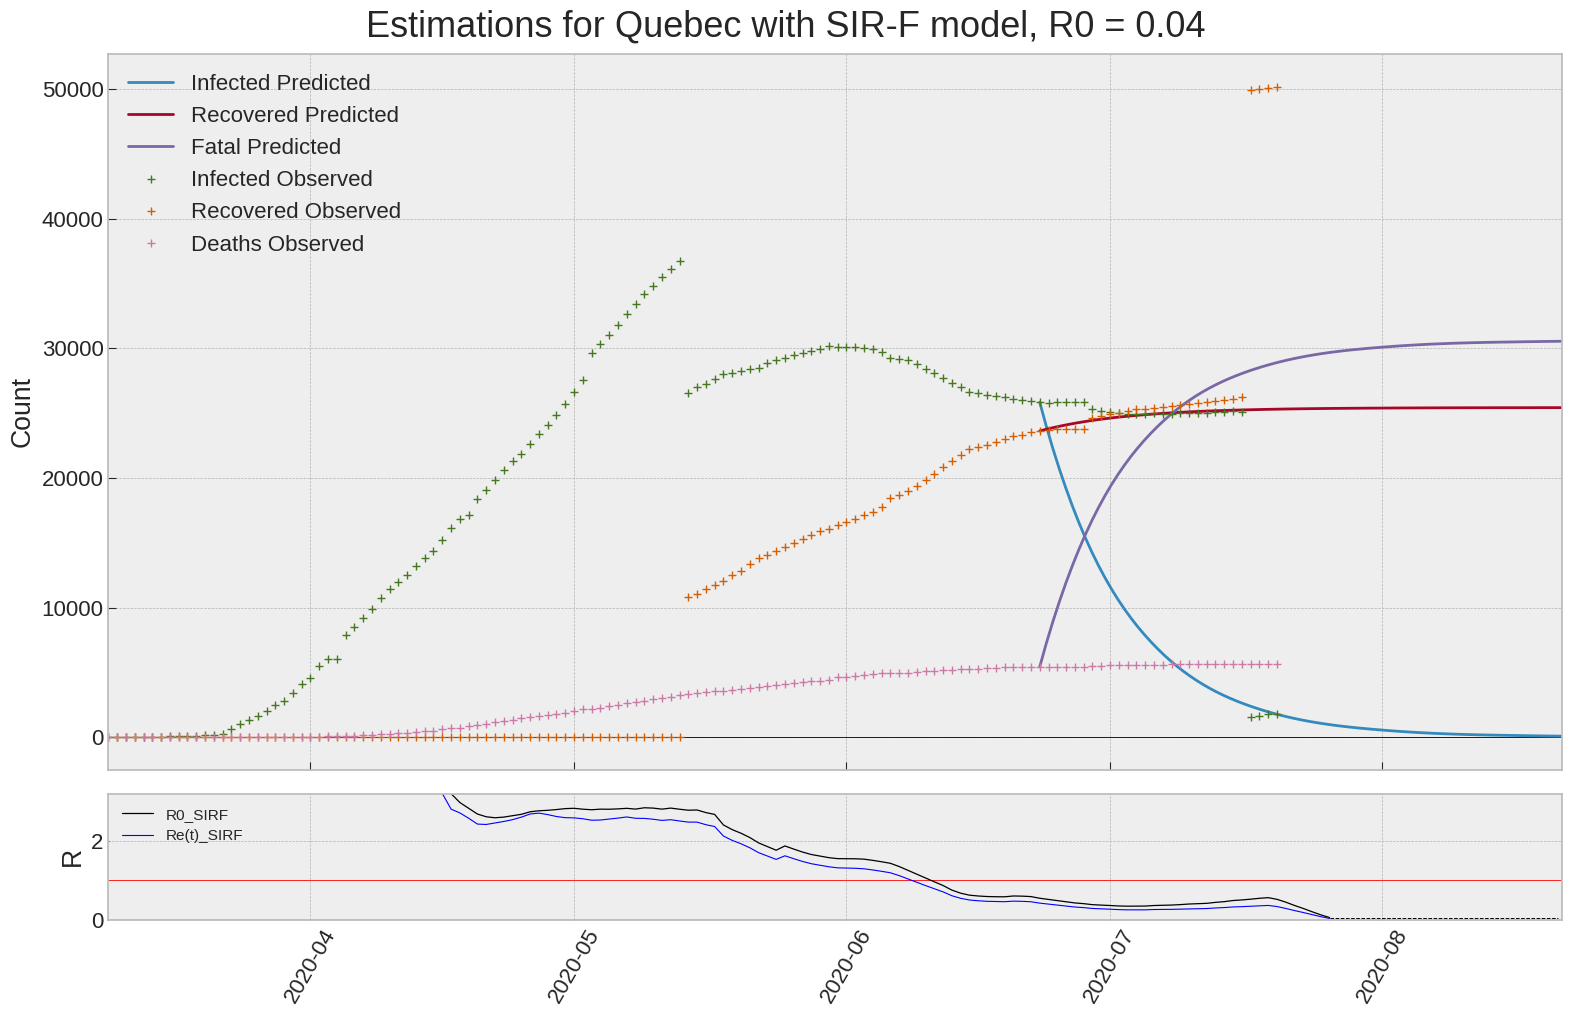 Estimations for Quebec with SIR-F model, R0 = 0.04
Infected Predicted
Recovered Predicted
Fatal Predicted
Infected Observed
Recovered Observed
Deaths Observed
50000
40000
30000
20000
10000
0
Count
R0_SIRF
Re(t)_SIRF
2
0
R
2020-04
2020-05
2020-06
2020-07
2020-08